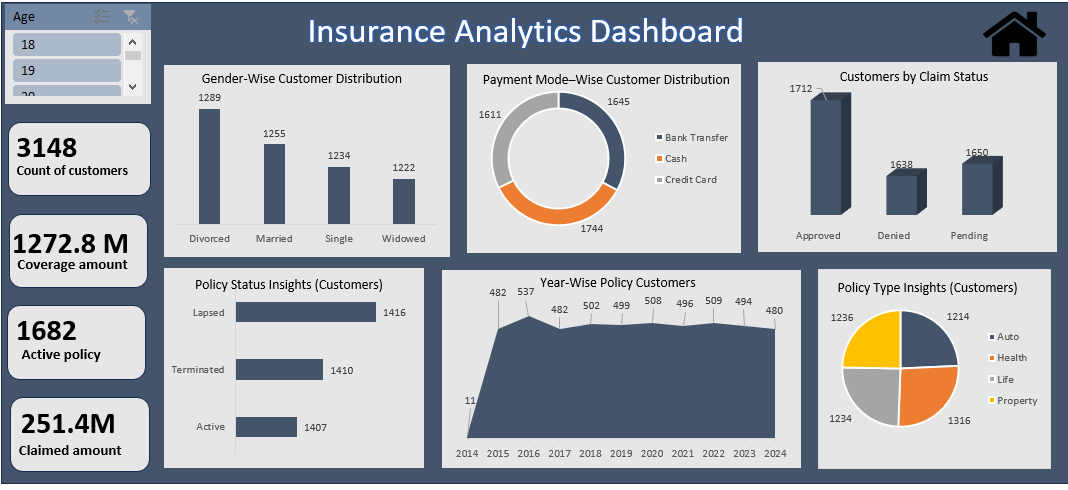 Age
18
19
20
Insurance Analytics Dashboard
3148
Count of customers
1272.8 M
Coverage amount
1682
Active policy
251.4M
Claimed amount
Gender-Wise Customer Distribution
1289
1255
1234
1222
Divorced
Married
Single
Widowed
Payment Mode–Wise Customer Distribution
1611
1645
1744
Bank Transfer
Cash
Credit Card
Customers by Claim Status
1712
1638
1650
Approved
Denied
Pending
Policy Status Insights (Customers)
Lapsed
1416
Terminated
1410
Active
1407
Year-Wise Policy Customers
11
482
537
482
502
499
508
496
509
494
480
2014
2015
2016
2017
2018
2019
2020
2021
2022
2023
2024
Policy Type Insights (Customers)
1236
1214
1234
1316
Auto
Health
Life
Property